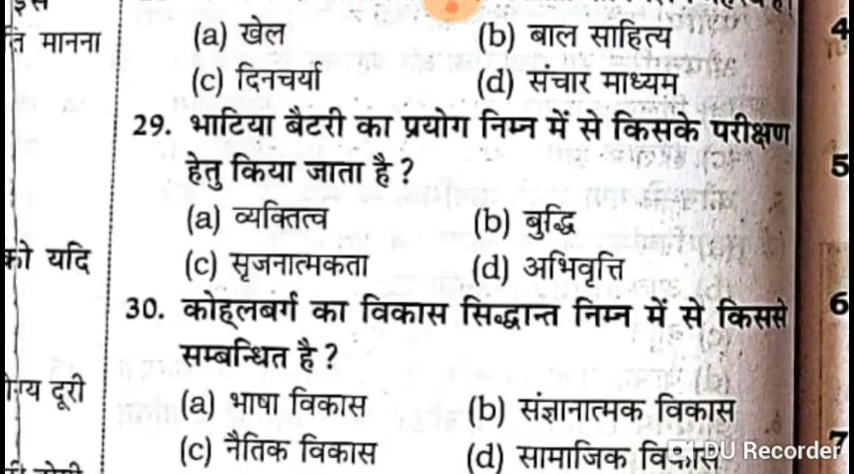 त मानना
(a) खेल (b) बाल साहित्य
4
(c) दिनचर्या (d) संचार माध्यम
29. भाटिया बैटरी का प्रयोग निम्न में से किसके परीक्षण
हेतु किया जाता है ?
5
(a) व्यक्तित्व (b) बुद्धि
को यदि
(c) सृजनात्मकता (d) अभिवृत्ति
30. कोहलबर्ग का विकास सिद्धान्त निम्न में से किससे
6
सम्बन्धित है ?
दूरी
(a) भाषा विकास (b) संज्ञानात्मक विकास
(c) नैतिक विकास (d) सामाजिक विकास
7
DU Recorder